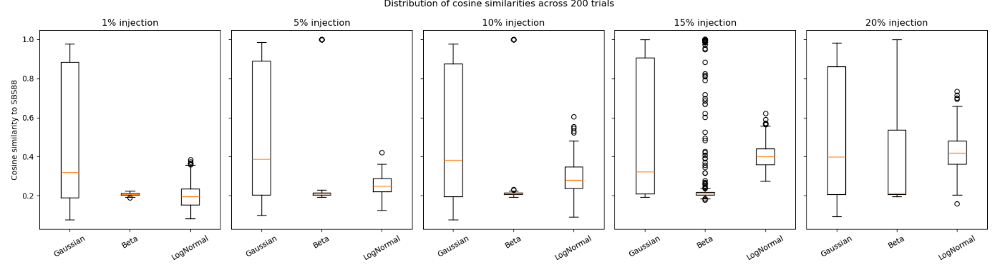 Distribution of cosine similarities across 200 trials
1% injection
5% injection
10% injection
15% injection
20% injection
Cosine similarity to SBS88
1.0
0.8
0.6
0.4
0.2
Gaussian
Beta
LogNormal
Gaussian
Beta
LogNormal
Gaussian
Beta
LogNormal
Gaussian
Beta
LogNormal
Gaussian
Beta
LogNormal